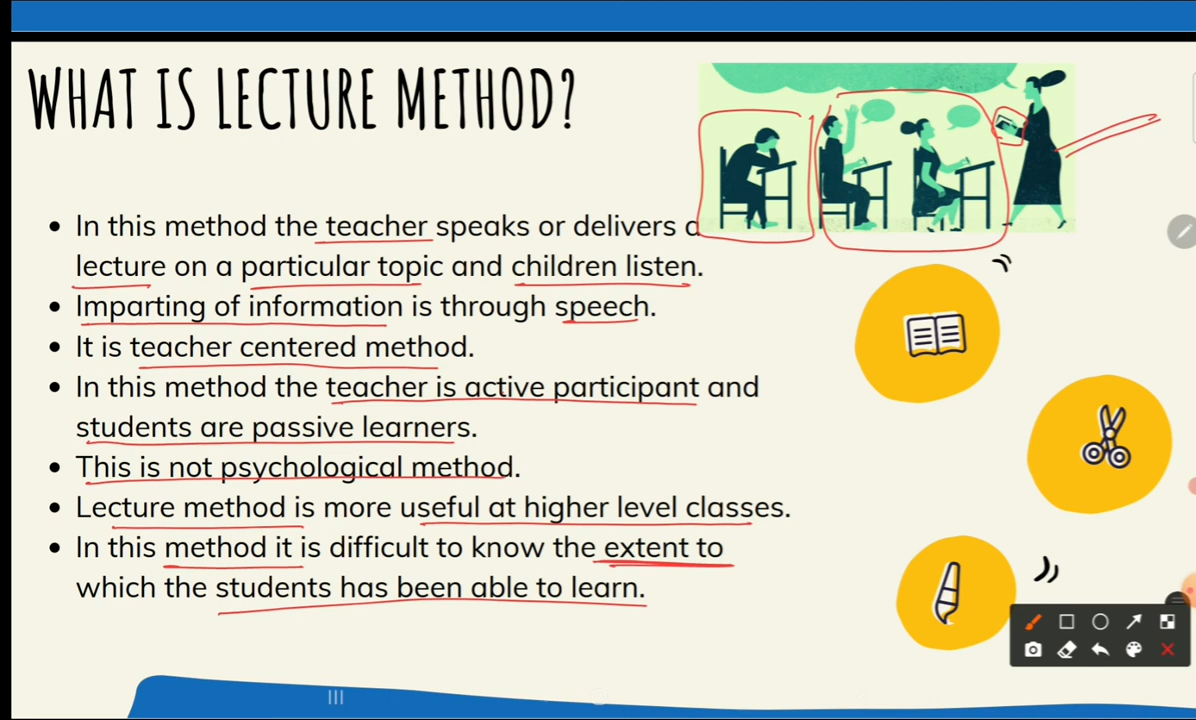 WHAT IS LECTURE METHOD?
• In this method the teacher speaks or delivers a
lecture on a particular topic and children listen.
• Imparting of information is through speech.
• It is teacher centered method.
• In this method the teacher is active participant and
students are passive learners.
• This is not psychological method.
• Lecture method is more useful at higher level classes.
• In this method it is difficult to know the extent to
which the students has been able to learn.